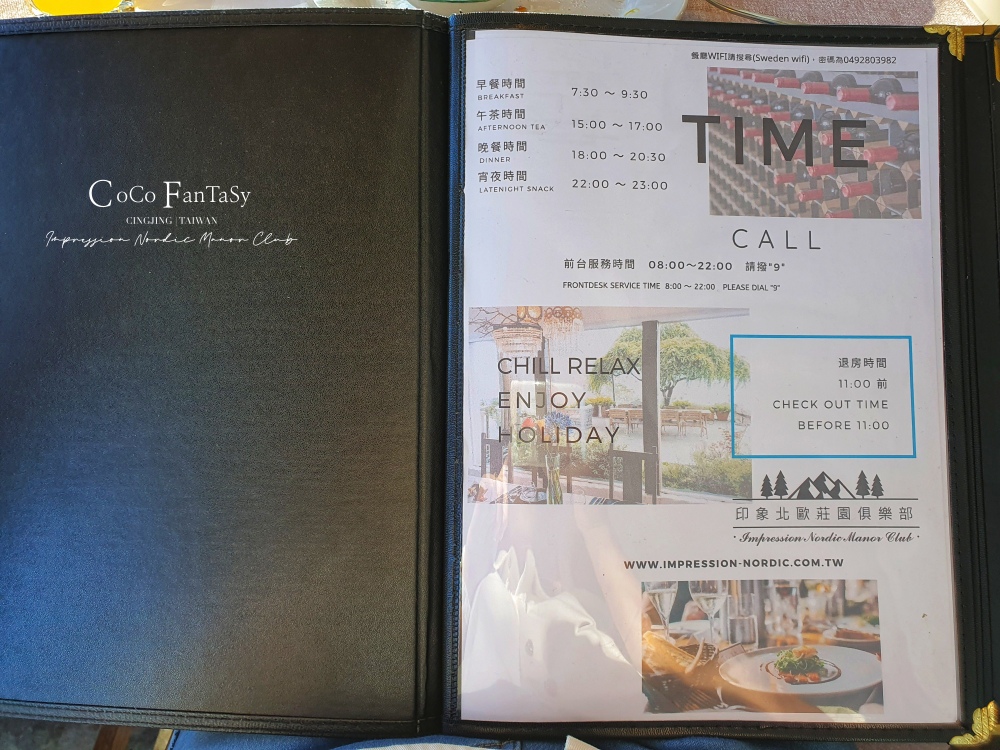 CoCo FanTaSy
CINGJING | TAIWAN
Impression Nordic Manor Club
餐廳WIFI請搜尋(Sweden wifi)，密碼為0492803982
早餐時間
BREAKFAST
7:30 ～ 9:30
午茶時間
AFTERNOON TEA
15:00 ～ 17:00
晚餐時間
DINNER
18:00 ～ 20:30
宵夜時間
LATENIGHT SNACK
22:00 ～ 23:00
TIME
CALL
前台服務時間 08:00～22:00 請撥"9"
FRONTDESK SERVICE TIME 8:00 ～ 22:00 PLEASE DIAL "9"
CHILL RELAX
ENJOY
HOLIDAY
退房時間
11:00 前
CHECK OUT TIME
BEFORE 11:00
印象北歐莊園俱樂部
· Impression Nordic Manor Club ·
WWW.IMPRESSION-NORDIC.COM.TW